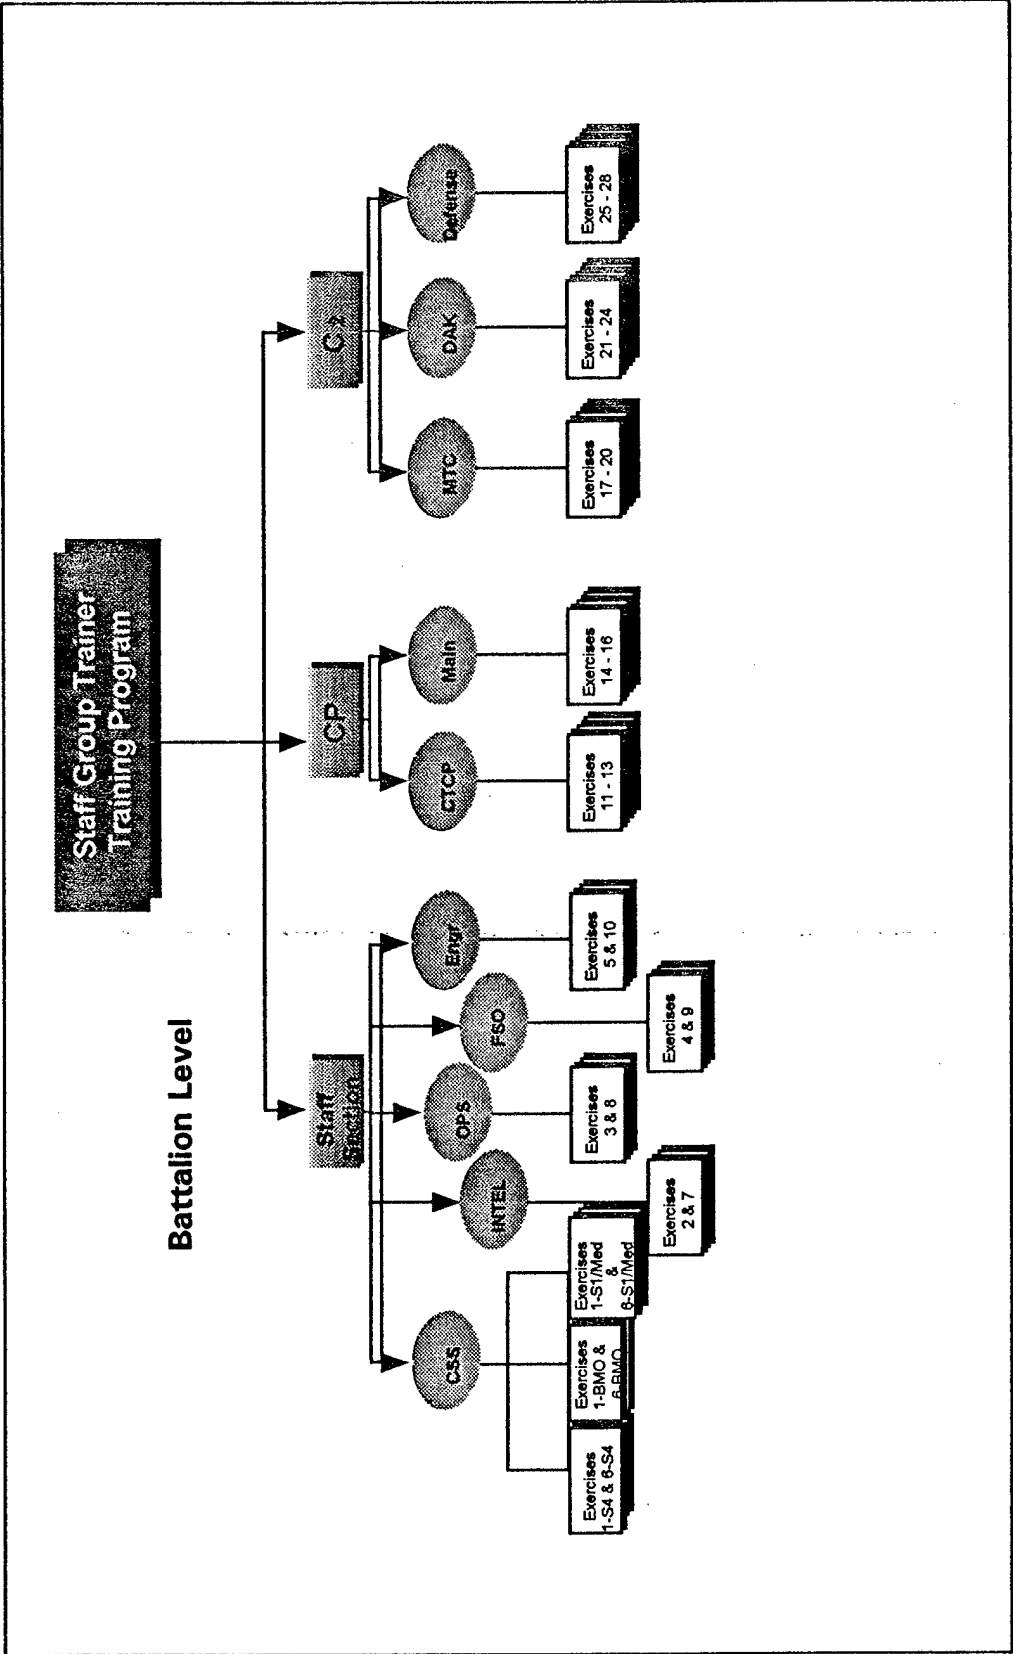 Staff Group Trainer
Training Program
Battalion Level
Staff
Section
CP
C2
CSS
INTEL
OPS
FSO
Engr
CTCP
Main
MTC
DAK
Defense
Exercises
1-S4 & 6-S4
Exercises
1-BMO &
6-BMO
Exercises
1-S1/Med
&
6-S1/Med
Exercises
2 & 7
Exercises
3 & 8
Exercises
4 & 9
Exercises
5 & 10
Exercises
11 - 13
Exercises
14 - 16
Exercises
17 - 20
Exercises
21 - 24
Exercises
25 - 28